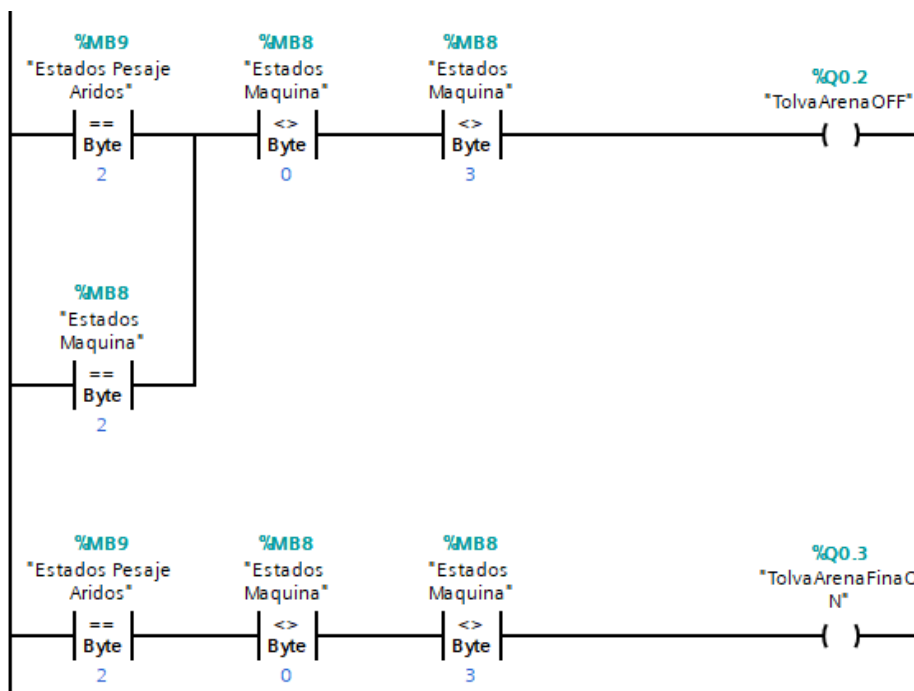 %MB9 %MB8 %MB8
"Estados Pesaje "Estados "Estados %Q0.2
Aridos" Maquina" Maquina" "TolvaArenaOFF"
== <> <>
Byte Byte Byte
2 0 3
%MB8
"Estados
Maquina"
==
Byte
2
%MB9 %MB8 %MB8 %Q0.3
"Estados Pesaje "Estados "Estados "TolvaArenaFinaO
Aridos" Maquina" Maquina" N"
== <> <>
Byte Byte Byte
2 0 3